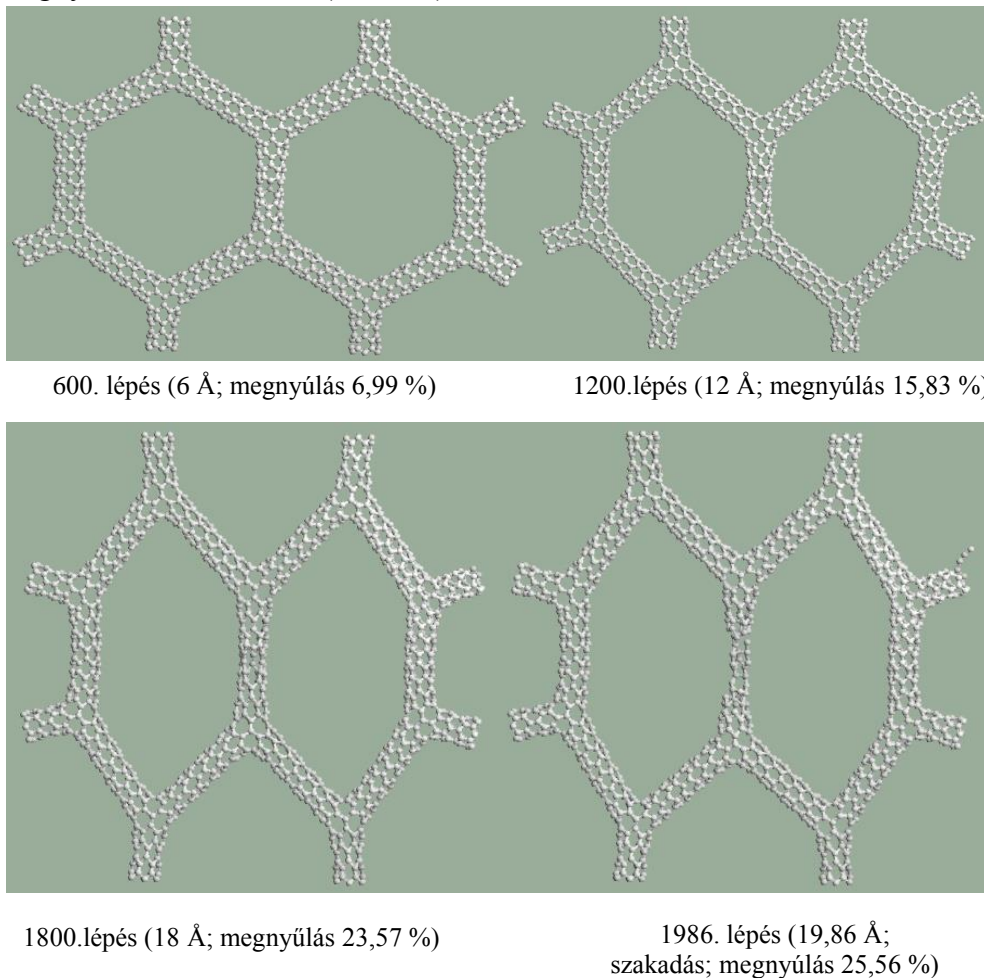 600. lépés (6 Å; megnyúlás 6,99 %)
1200.lépés (12 Å; megnyúlás 15,83 %)
1800.lépés (18 Å; megnyűlás 23,57 %)
1986. lépés (19,86 Å;
szakadás; megnyúlás 25,56 %)